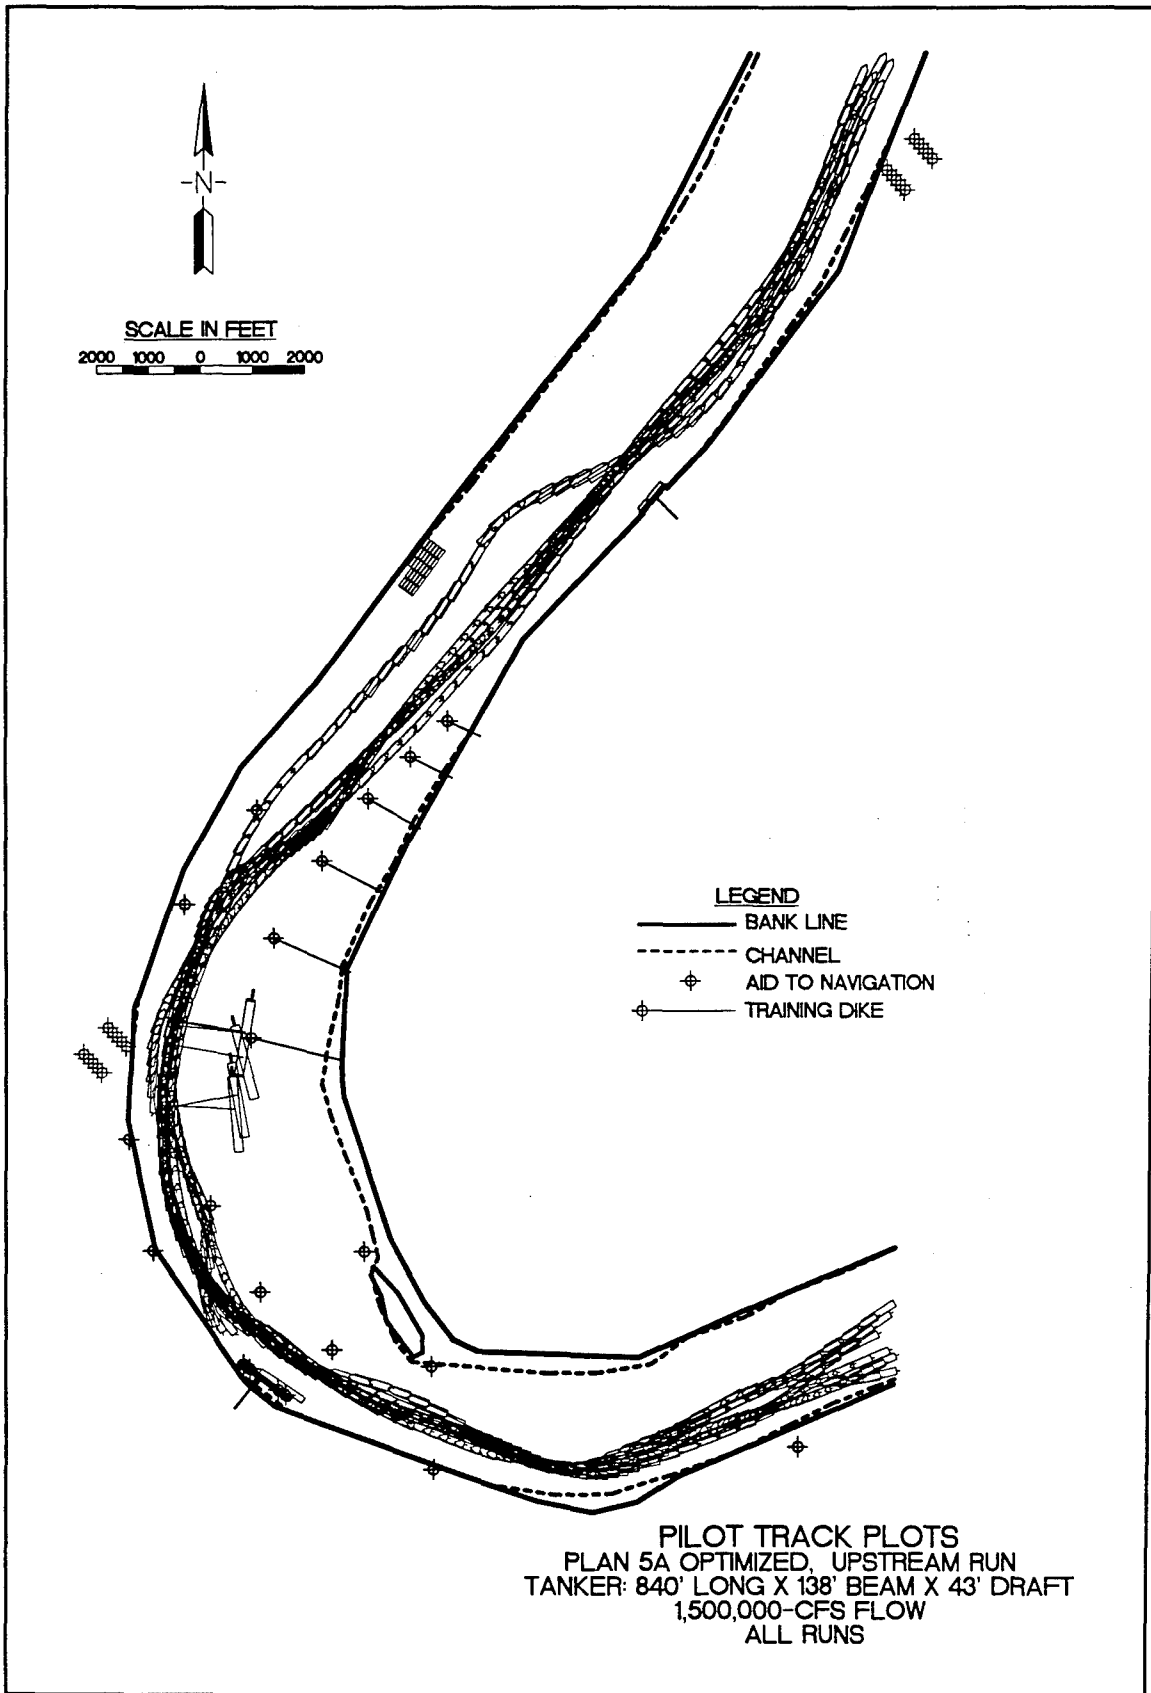 -N-
SCALE IN FEET
2000 1000 0 1000 2000
LEGEND
BANK LINE
CHANNEL
AID TO NAVIGATION
TRAINING DIKE
PILOT TRACK PLOTS
PLAN 5A OPTIMIZED, UPSTREAM RUN
TANKER: 840' LONG X 138' BEAM X 43' DRAFT
1,500,000-CFS FLOW
ALL RUNS